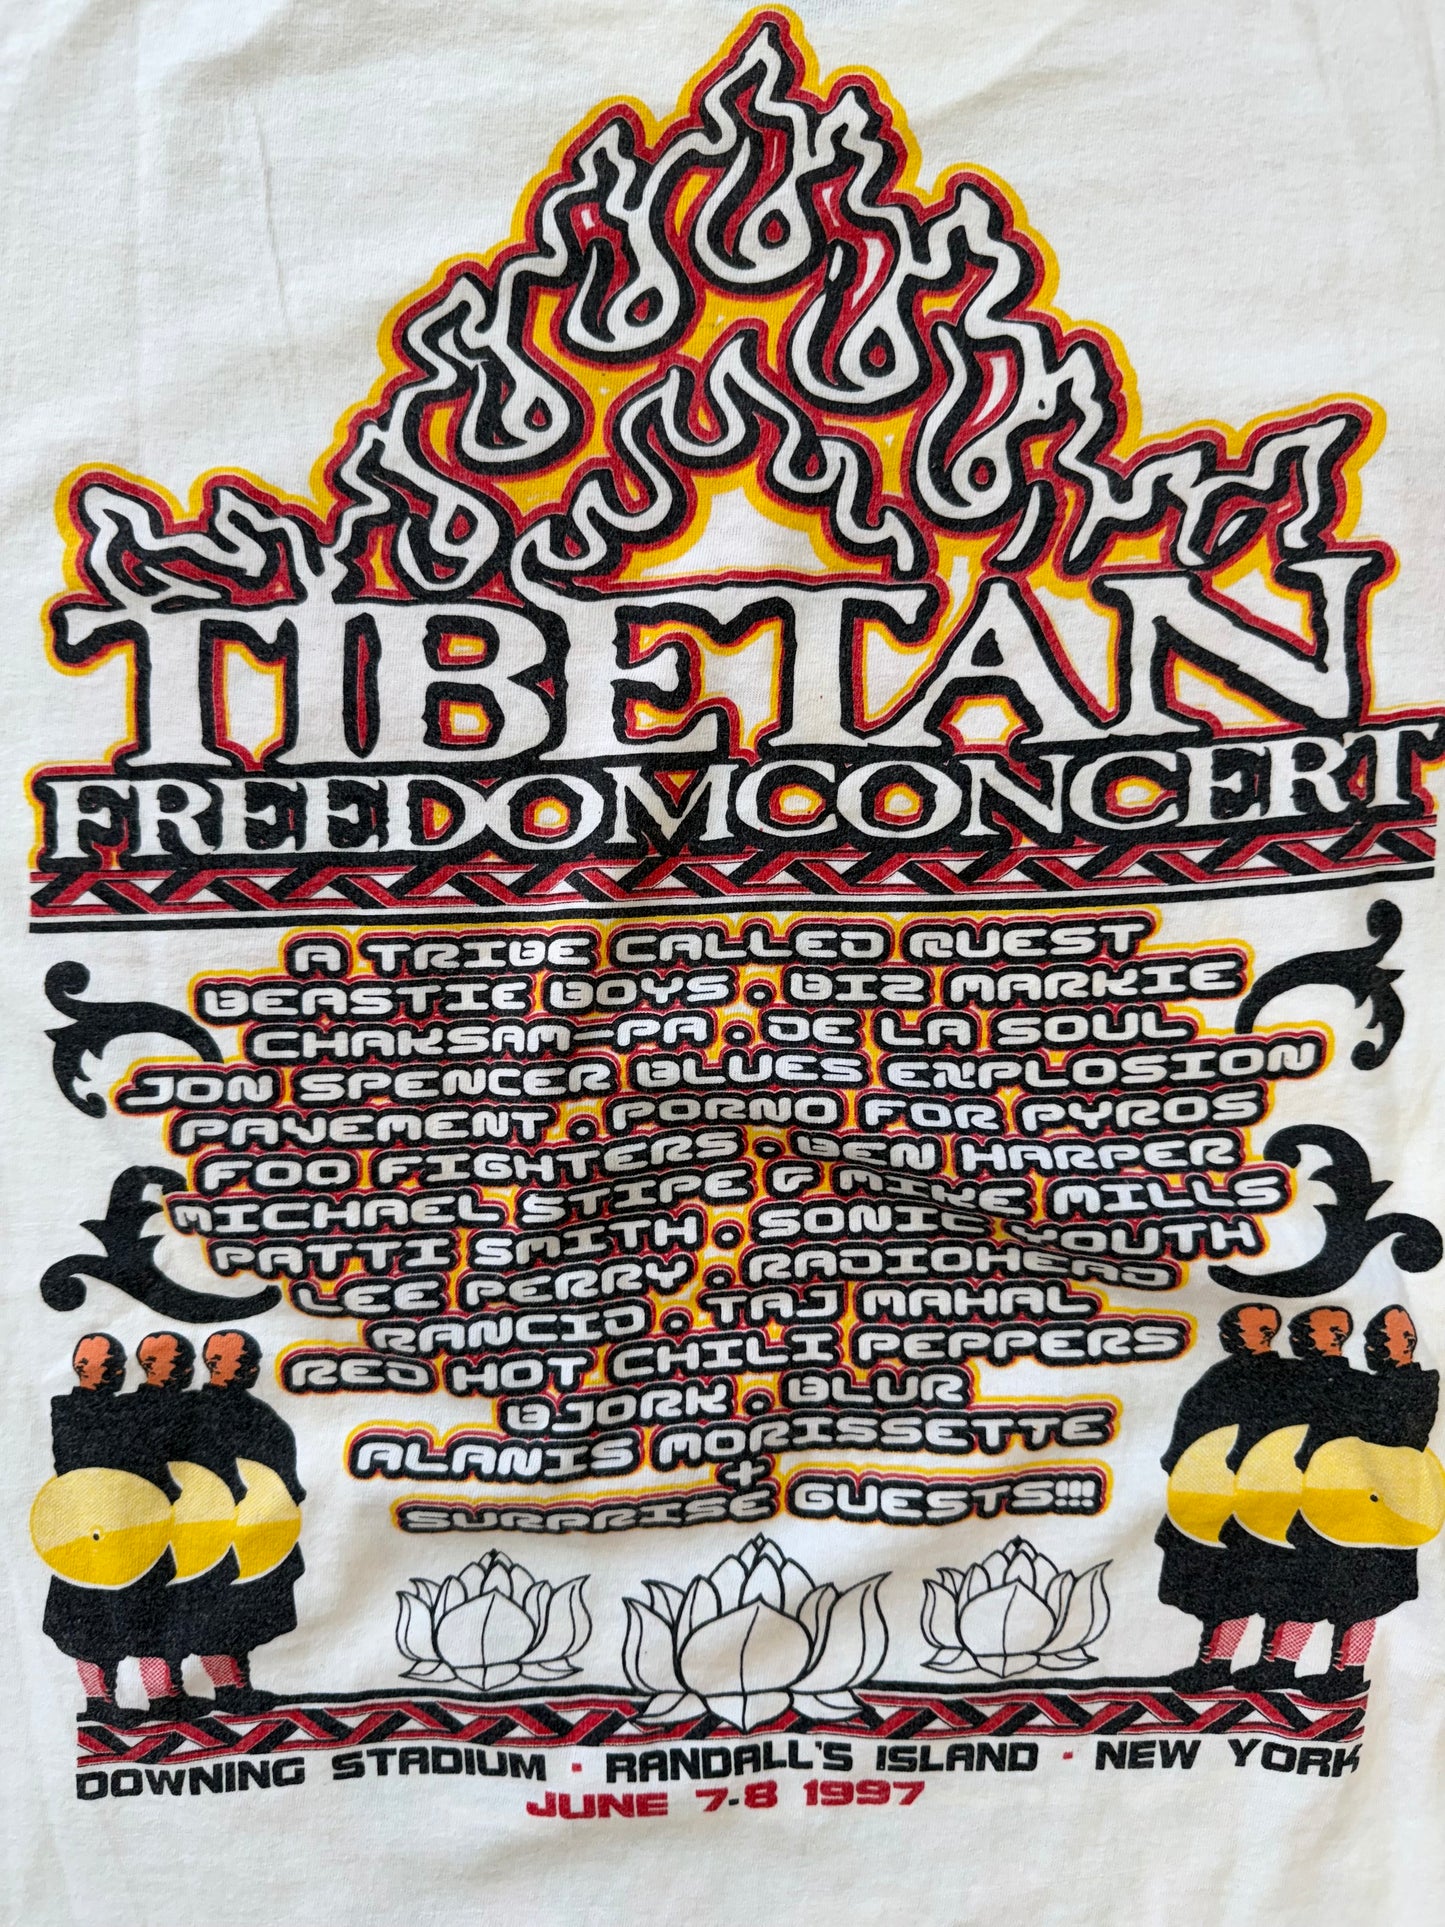 TIBETAN
FREEDOM CONCERT
A TRIBE CALLED QUEST
BEASTIE BOYS . BIZ MARKIE
CHAKSAM-PA . DE LA SOUL
JON SPENCER BLUES EXPLOSION
PAVEMENT . PORNO FOR PYROS
FOO FIGHTERS . BEN HARPER
MICHAEL STIPE & MIKE MILLS
PATTI SMITH . SONIC YOUTH
LEE PERRY . RADIOHEAD
RANCID . TAJ MAHAL
RED HOT CHILI PEPPERS
BJORK . BLUR
ALANIS MORISSETTE
+
SURPRISE GUESTS!!!
DOWNING STADIUM · RANDALL'S ISLAND · NEW YORK
JUNE 7-8 1997